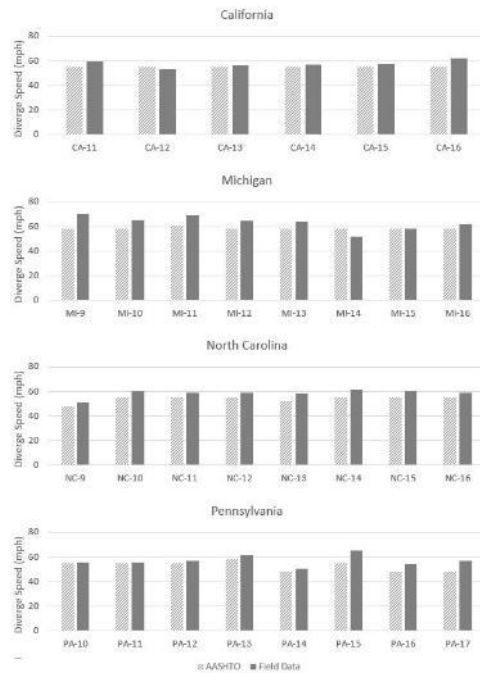 California
Diverge Speed (mph)
80
60
40
20
0
CA-11 CA-12 CA-13 CA-14 CA-15 CA-16
Michigan
Diverge Speed (mph)
80
60
40
20
0
MI-9 MI-10 MI-11 MI-12 MI-13 MI-14 MI-15 MI-16
North Carolina
Diverge Speed (mph)
80
60
40
20
0
NC-9 NC-10 NC-11 NC-12 NC-13 NC-14 NC-15 NC-16
Pennsylvania
Diverge Speed (mph)
80
60
40
20
0
PA-10 PA-11 PA-12 PA-13 PA-14 PA-15 PA-16 PA-17
AASHTO Field Data